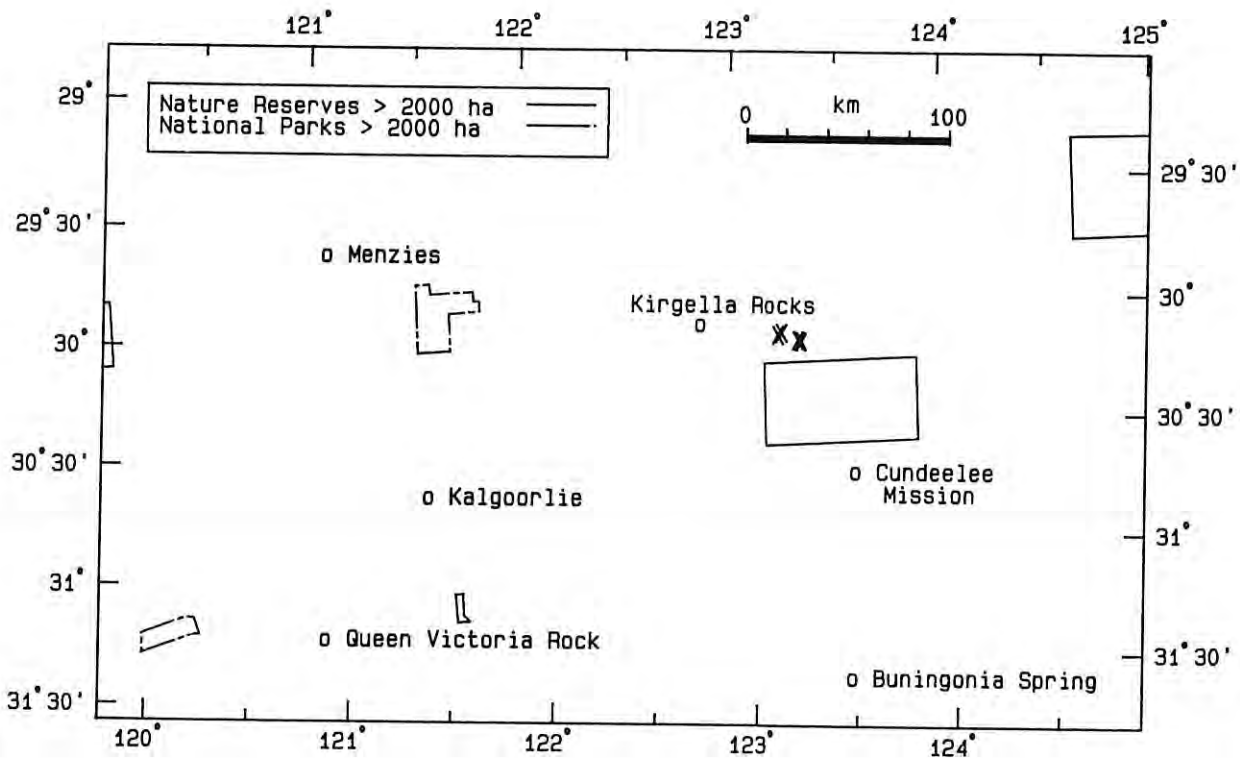 121° 122° 123° 124° 125°
Nature Reserves > 2000 ha
National Parks > 2000 ha
km
0 100
29°
29° 30'
29° 30'
Menzies
30°
Kirgella Rocks
30°
30° 30'
30° 30'
Cundeelee
Mission
Kalgoorlie
31°
31°
Queen Victoria Rock
31° 30'
Buningonia Spring
31° 30'
120° 121° 122° 123° 124°